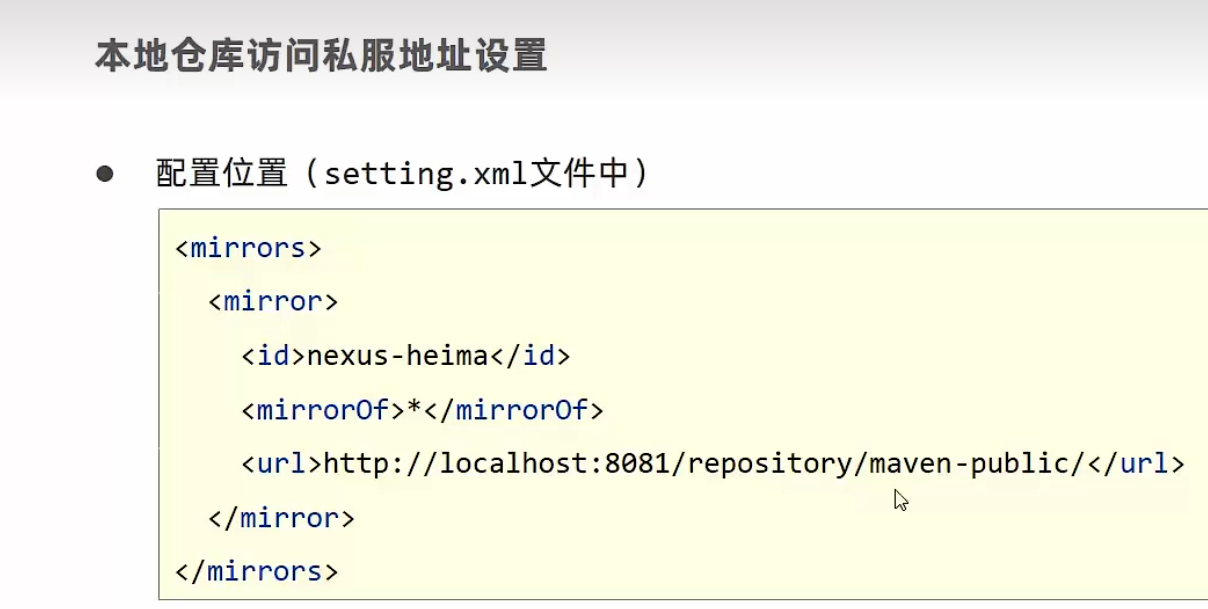 本地仓库访问私服地址设置
● 配置位置（setting.xml文件中）
<mirrors>
<mirror>
<id>nexus-heima</id>
<mirrorOf>*</mirrorOf>
<url>http://localhost:8081/repository/maven-public/</url>
</mirror>
</mirrors>